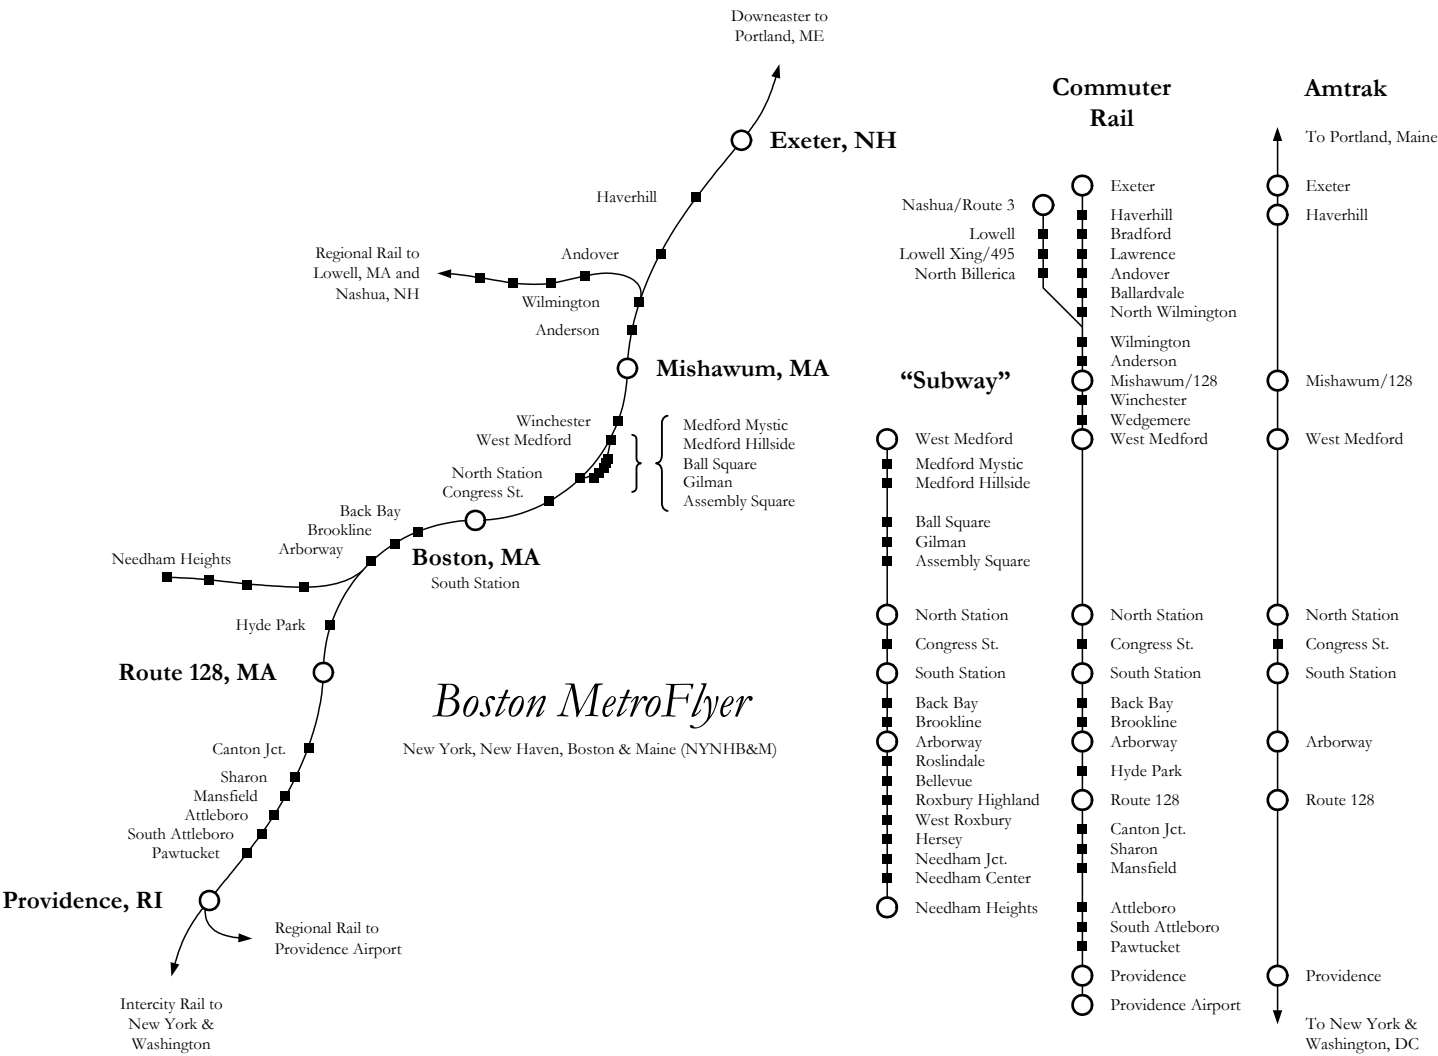 Downeaster to
Portland, ME
Exeter, NH
Haverhill
Regional Rail to
Lowell, MA and
Nashua, NH
Andover
Wilmington
Anderson
Mishawum, MA
Winchester
West Medford
North Station
Congress St.
Medford Mystic
Medford Hillside
Ball Square
Gilman
Assembly Square
Back Bay
Brookline
Arborway
Boston, MA
South Station
Needham Heights
Hyde Park
Route 128, MA
Canton Jct.
Sharon
Mansfield
Attleboro
South Attleboro
Pawtucket
Providence, RI
Regional Rail to
Providence Airport
Intercity Rail to
New York &
Washington
Boston MetroFlyer
New York, New Haven, Boston & Maine (NYNHB&M)
“Subway”
West Medford
Medford Mystic
Medford Hillside
Ball Square
Gilman
Assembly Square
North Station
Congress St.
South Station
Back Bay
Brookline
Arborway
Roslindale
Bellevue
Roxbury Highland
West Roxbury
Hersey
Needham Jct.
Needham Center
Needham Heights
Commuter
Rail
Nashua/Route 3
Lowell
Lowell Xing/495
North Billerica
Exeter
Haverhill
Bradford
Lawrence
Andover
Ballardvale
North Wilmington
Wilmington
Anderson
Mishawum/128
Winchester
Wedgemere
West Medford
North Station
Congress St.
South Station
Back Bay
Brookline
Arborway
Hyde Park
Route 128
Canton Jct.
Sharon
Mansfield
Attleboro
South Attleboro
Pawtucket
Providence
Providence Airport
Amtrak
To Portland, Maine
Exeter
Haverhill
Mishawum/128
West Medford
North Station
Congress St.
South Station
Arborway
Route 128
Providence
To New York &
Washington, DC